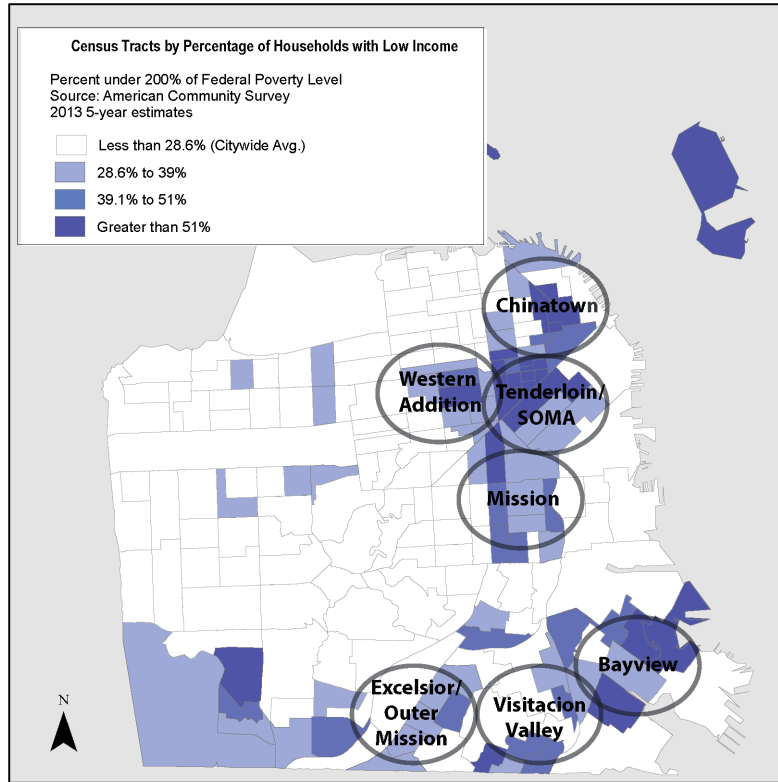 Census Tracts by Percentage of Households with Low Income
Percent under 200% of Federal Poverty Level
Source: American Community Survey
2013 5-year estimates
Less than 28.6% (Citywide Avg.)
28.6% to 39%
39.1% to 51%
Greater than 51%
Chinatown
Western
Addition
Tenderloin/
SOMA
Mission
Bayview
Excelsior/
Outer
Mission
Visitacion
Valley
N